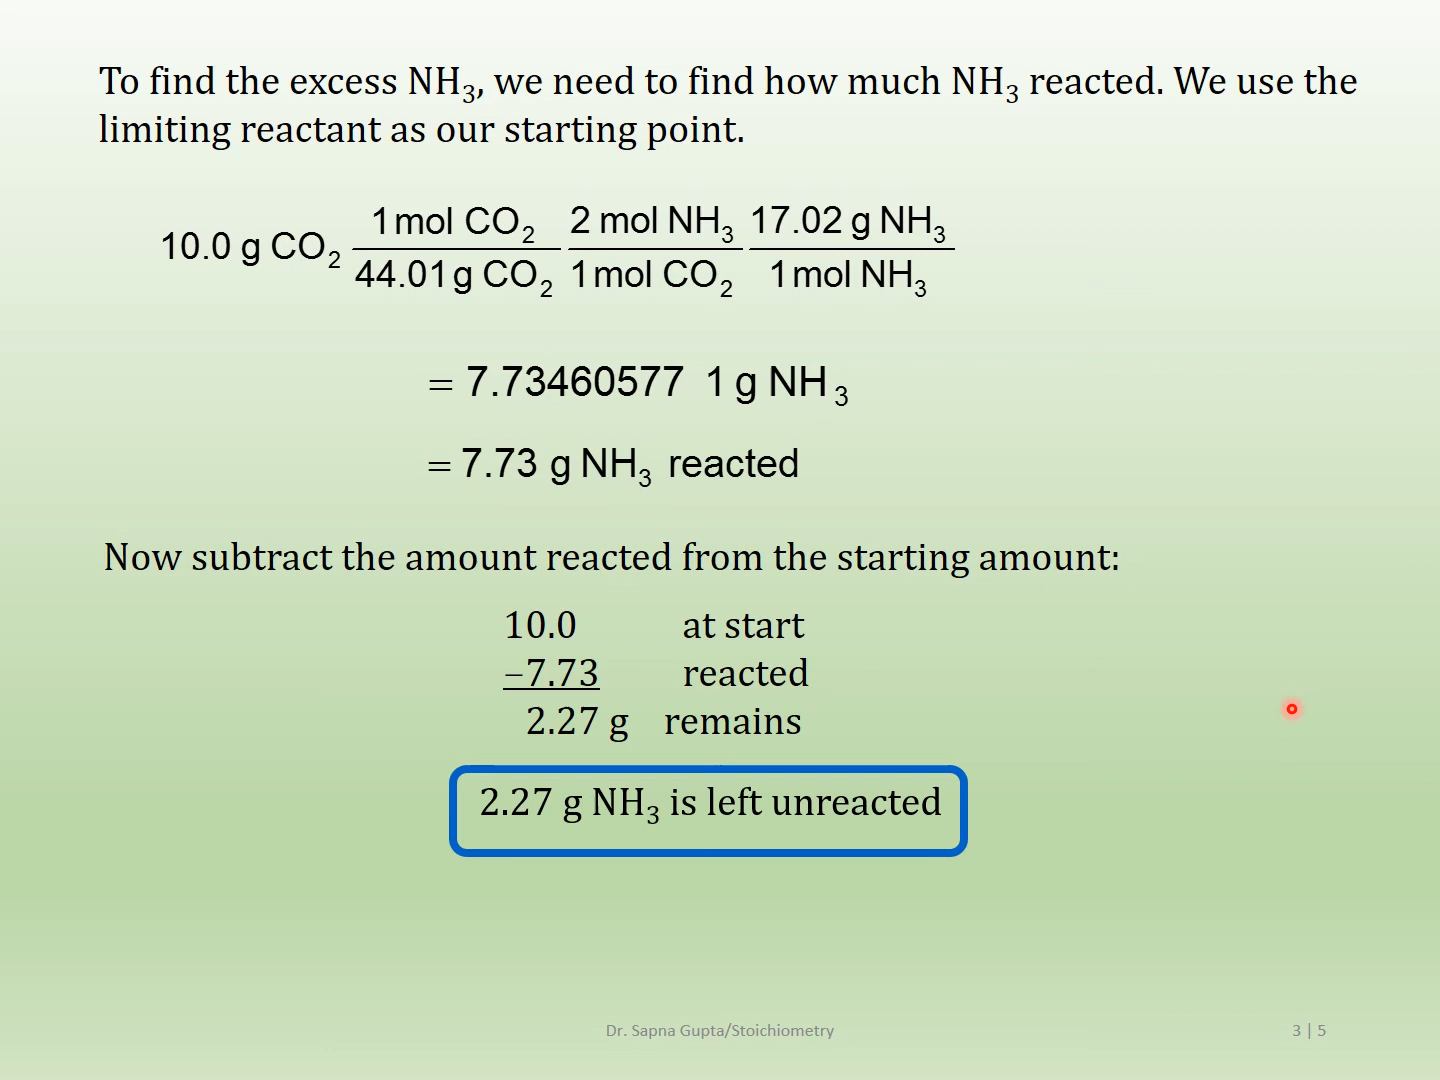 To find the excess NH₃, we need to find how much NH₃ reacted. We use the
limiting reactant as our starting point.
10.0 g CO₂ 1 mol CO₂ / 44.01 g CO₂ 2 mol NH₃ / 1 mol CO₂ 17.02 g NH₃ / 1 mol NH₃
= 7.73460577 1 g NH₃
= 7.73 g NH₃ reacted
Now subtract the amount reacted from the starting amount:
10.0 at start
–7.73 reacted
2.27 g remains
2.27 g NH₃ is left unreacted
Dr. Sapna Gupta/Stoichiometry 3 | 5